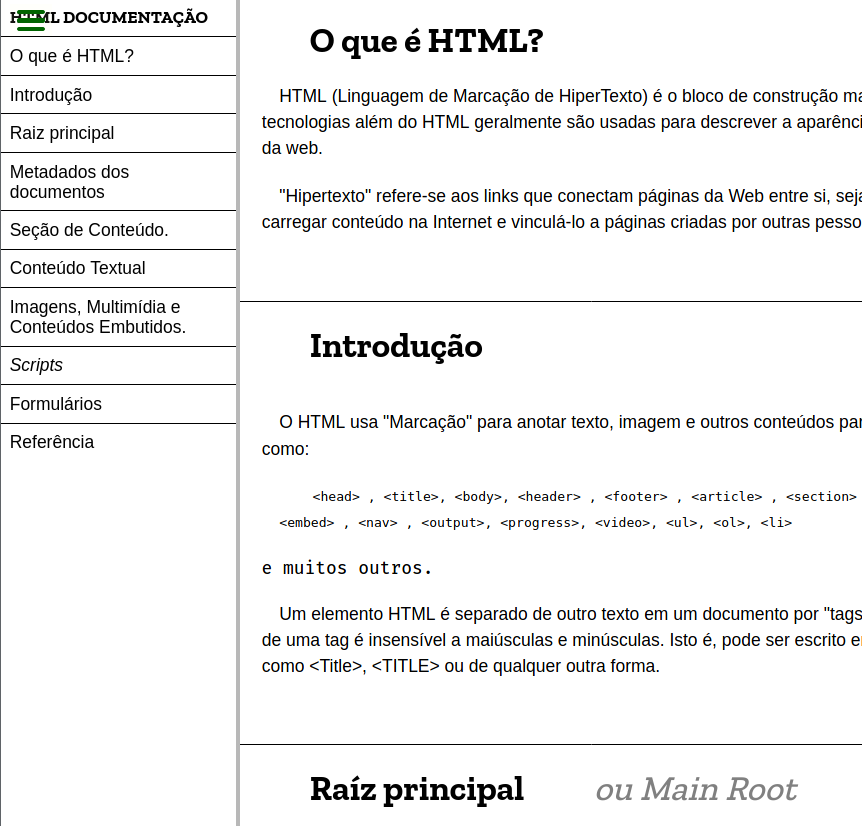 HTML DOCUMENTAÇÃO
O que é HTML?
Introdução
Raiz principal
Metadados dos
documentos
Seção de Conteúdo.
Conteúdo Textual
Imagens, Multimídia e
Conteúdos Embutidos.
Scripts
Formulários
Referência
O que é HTML?
HTML (Linguagem de Marcação de HiperTexto) é o bloco de construção
tecnologias além do HTML geralmente são usadas para descrever a
da web.
"Hipertexto" refere-se aos links que conectam páginas da Web entre si,
carregar conteúdo na Internet e vinculá-lo a páginas criadas por outras
Introdução
O HTML usa "Marcação" para anotar texto, imagem e outros conteúdos
como:
<head> , <title>, <body>, <header> , <footer> , <article> , <section>
<embed> , <nav> , <output>, <progress>, <video>, <ul>, <ol>, <li>
e muitos outros.
Um elemento HTML é separado de outro texto em um documento por "tags
de uma tag é insensível a maiúsculas e minúsculas. Isto é, pode ser escrito
como <Title>, <TITLE> ou de qualquer outra forma.
Raíz principal ou Main Root